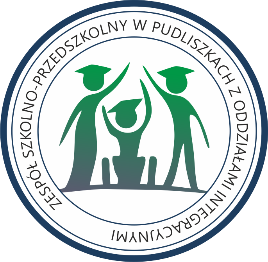 ZESPÓŁ SZKOLNO-PRZEDSZKOLNY W PUDLISZKACH Z ODDZIAŁAMI INTEGRACYJNYMI